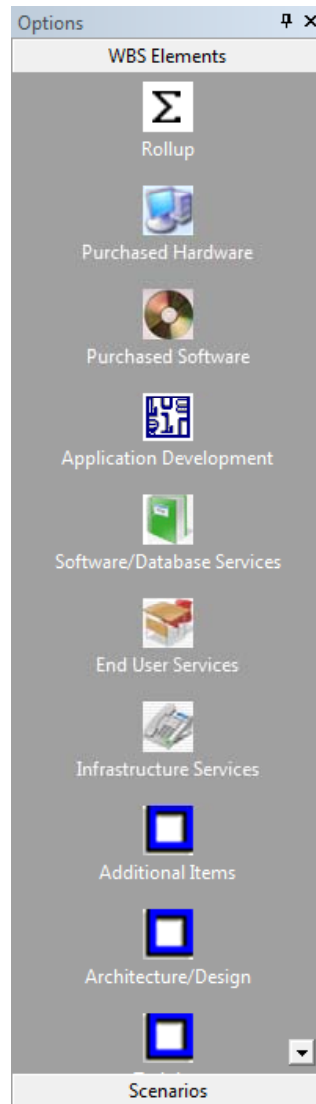 Options
WBS Elements
Σ
Rollup
Purchased Hardware
Purchased Software
Application Development
Software/Database Services
End User Services
Infrastructure Services
Additional Items
Architecture/Design
Scenarios